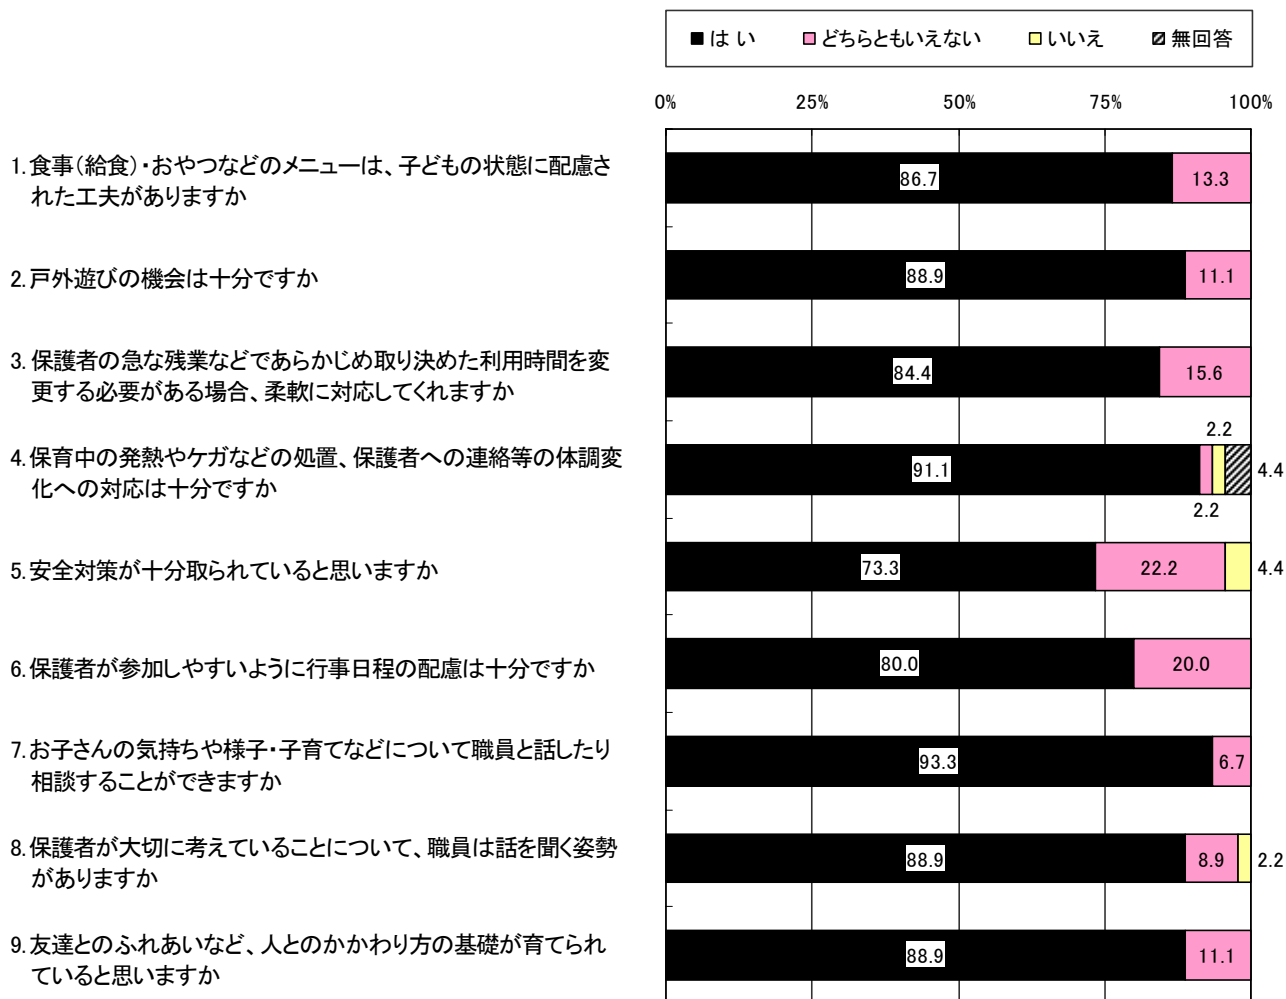 ■はい □どちらともいえない □いいえ ▨無回答
0% 25% 50% 75% 100%
1.食事(給食)・おやつなどのメニューは、子どもの状態に配慮さ
れた工夫がありますか
86.7 13.3
2.戸外遊びの機会は十分ですか
88.9 11.1
3.保護者の急な残業などであらかじめ取り決めた利用時間を変
更する必要がある場合、柔軟に対応してくれますか
84.4 15.6
2.2
4.保育中の発熱やケガなどの処置、保護者への連絡等の体調変
化への対応は十分ですか
91.1 4.4
2.2
5.安全対策が十分取られていると思いますか
73.3 22.2 4.4
6.保護者が参加しやすいように行事日程の配慮は十分ですか
80.0 20.0
7.お子さんの気持ちや様子・子育てなどについて職員と話したり
相談することができますか
93.3 6.7
8.保護者が大切に考えていることについて、職員は話を聞く姿勢
がありますか
88.9 8.9 2.2
9.友達とのふれあいなど、人とのかかわり方の基礎が育てられ
ていると思いますか
88.9 11.1